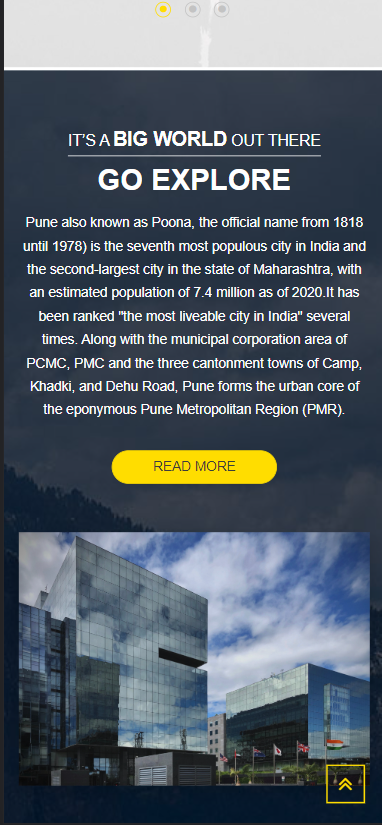 IT'S A BIG WORLD OUT THERE
GO EXPLORE
Pune also known as Poona, the official name from 1818
until 1978) is the seventh most populous city in India and
the second-largest city in the state of Maharashtra, with
an estimated population of 7.4 million as of 2020.It has
been ranked "the most liveable city in India" several
times. Along with the municipal corporation area of
PCMC, PMC and the three cantonment towns of Camp,
Khadki, and Dehu Road, Pune forms the urban core of
the eponymous Pune Metropolitan Region (PMR).
READ MORE